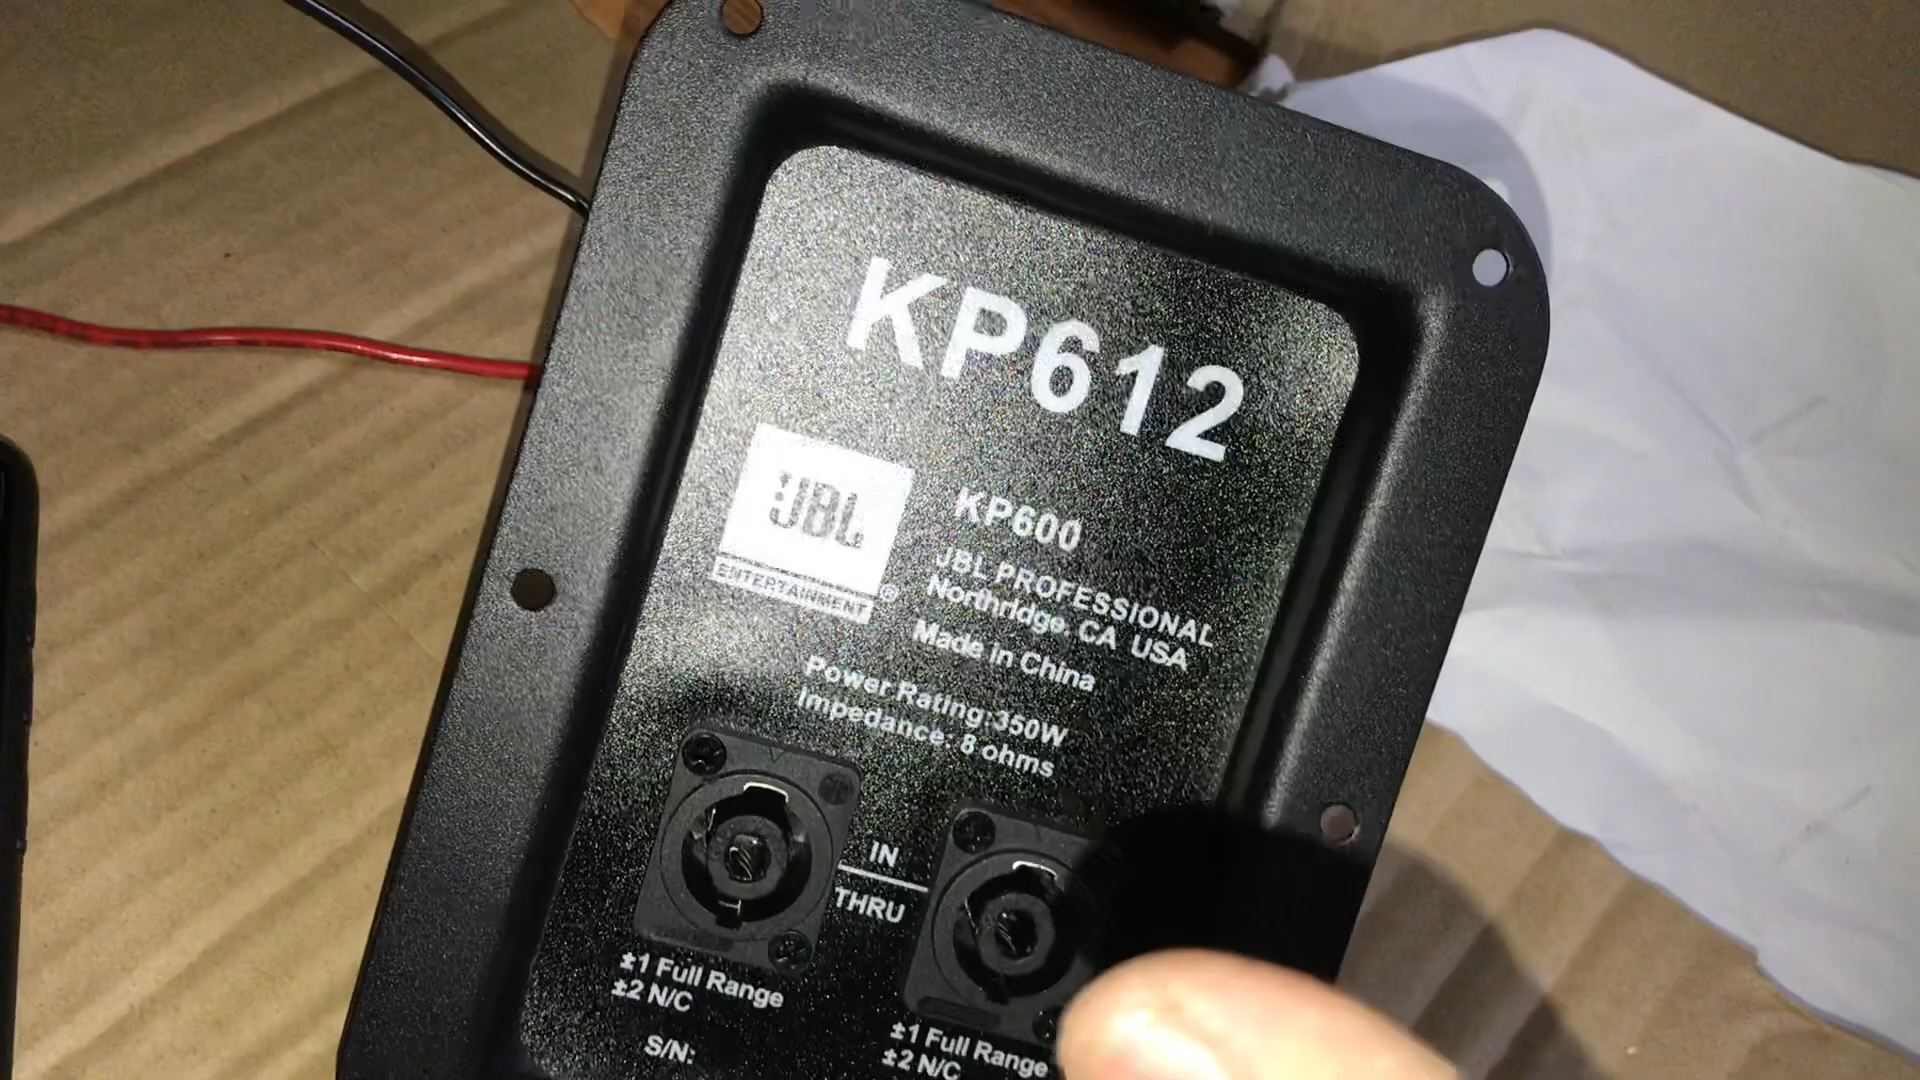 KP612
JBL
ENTERTAINMENT®
KP600
JBL PROFESSIONAL
Northridge, CA USA
Made in China
Power Rating:350W
Impedance: 8 ohms
IN
THRU
±1 Full Range
±2 N/C
±1 Full Range
±2 N/C
S/N: